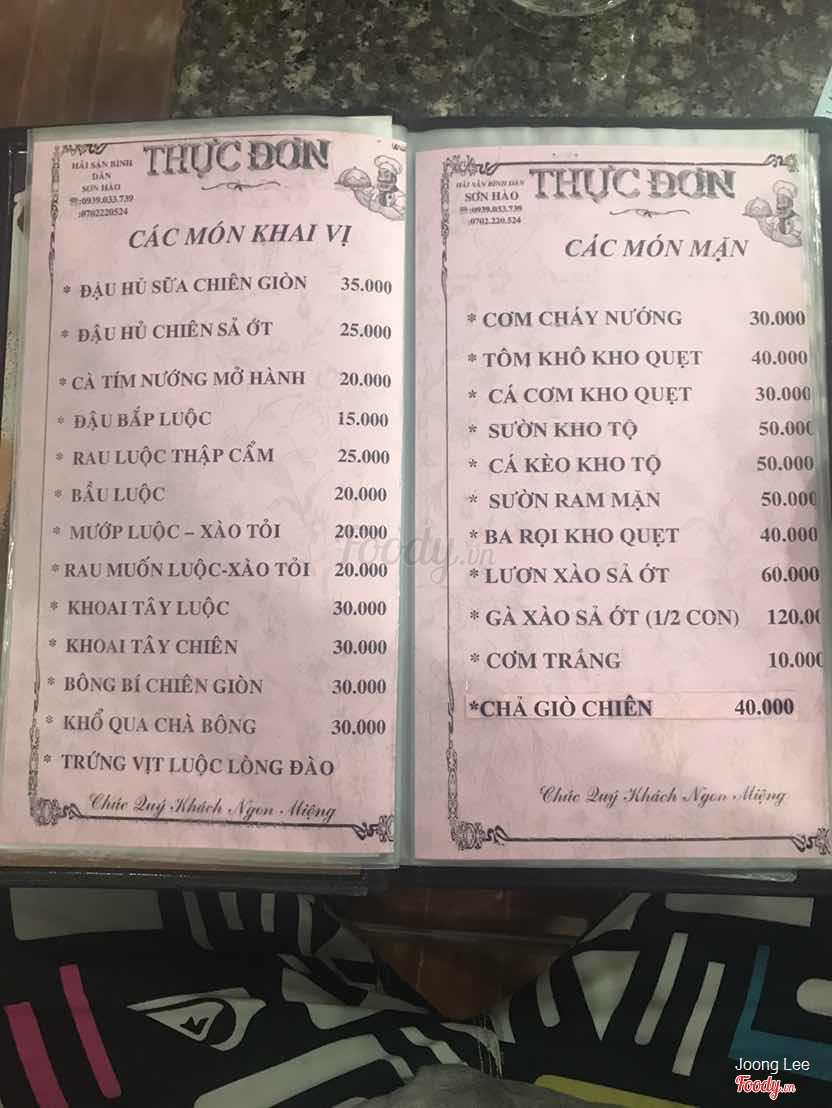 HẢI SẢN BÌNH
DÂN
SƠN HÀO
☎:0939.033.739
:0702220524
THỰC ĐƠN
CÁC MÓN KHAI VỊ
* ĐẬU HỦ SỮA CHIÊN GIÒN 35.000
* ĐẬU HỦ CHIÊN SẢ ỚT 25.000
* CÀ TÍM NƯỚNG MỞ HÀNH 20.000
* ĐẬU BẮP LUỘC 15.000
* RAU LUỘC THẬP CẨM 25.000
* BẦU LUỘC 20.000
* MƯỚP LUỘC – XÀO TỎI 20.000
* RAU MUỐN LUỘC-XÀO TỎI 20.000
* KHOAI TÂY LUỘC 30.000
* KHOAI TÂY CHIÊN 30.000
* BÔNG BÍ CHIÊN GIÒN 30.000
* KHỔ QUA CHÀ BÔNG 30.000
* TRỨNG VỊT LUỘC LÒNG ĐÀO
Chúc Quý Khách Ngon Miệng
HẢI SẢN BÌNH DÂN
SƠN HÀO
☎:0939.033.739
:0702.220.524
THỰC ĐƠN
CÁC MÓN MẶN
* CƠM CHÁY NƯỚNG 30.000
* TÔM KHÔ KHO QUẸT 40.000
* CÁ CƠM KHO QUẸT 30.000
* SƯỜN KHO TỘ 50.000
* CÁ KÈO KHO TỘ 50.000
* SƯỜN RAM MẶN 50.000
* BA RỌI KHO QUẸT 40.000
* LƯƠN XÀO SẢ ỚT 60.000
* GÀ XÀO SẢ ỚT (1/2 CON) 120.00
* CƠM TRẮNG 10.000
*CHẢ GIÒ CHIÊN 40.000
Chúc Quý Khách Ngon Miệng
foody.vn
Joong Lee
Foody.vn